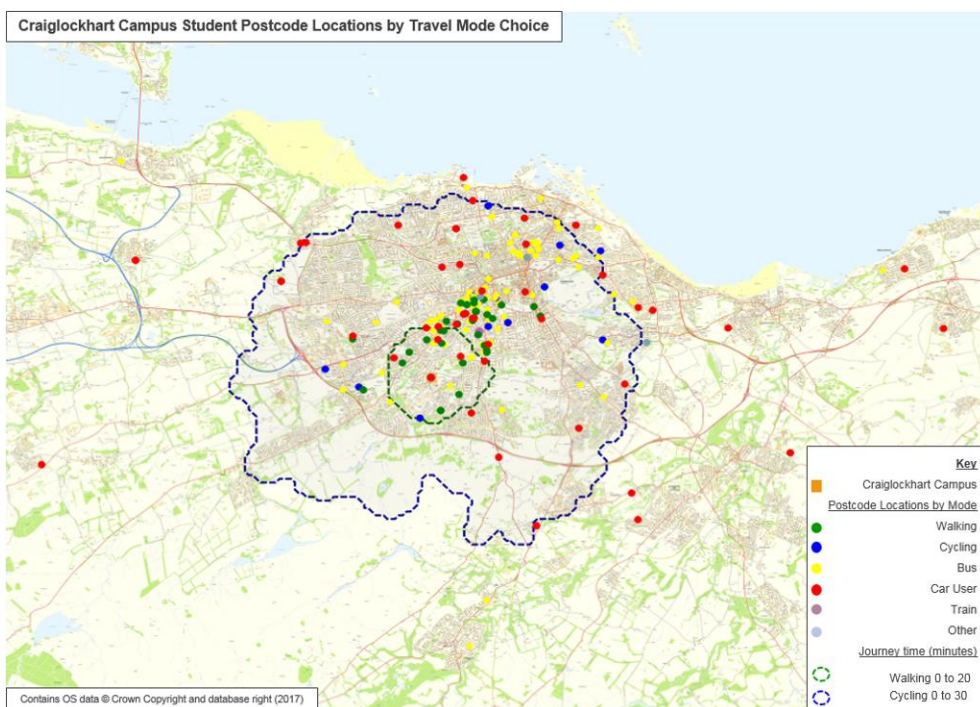 Craiglockhart Campus Student Postcode Locations by Travel Mode Choice
Key
Craiglockhart Campus
Postcode Locations by Mode
Walking
Cycling
Bus
Car User
Train
Other
Journey time (minutes)
Walking 0 to 20
Cycling 0 to 30
Contains OS data © Crown Copyright and database right (2017)